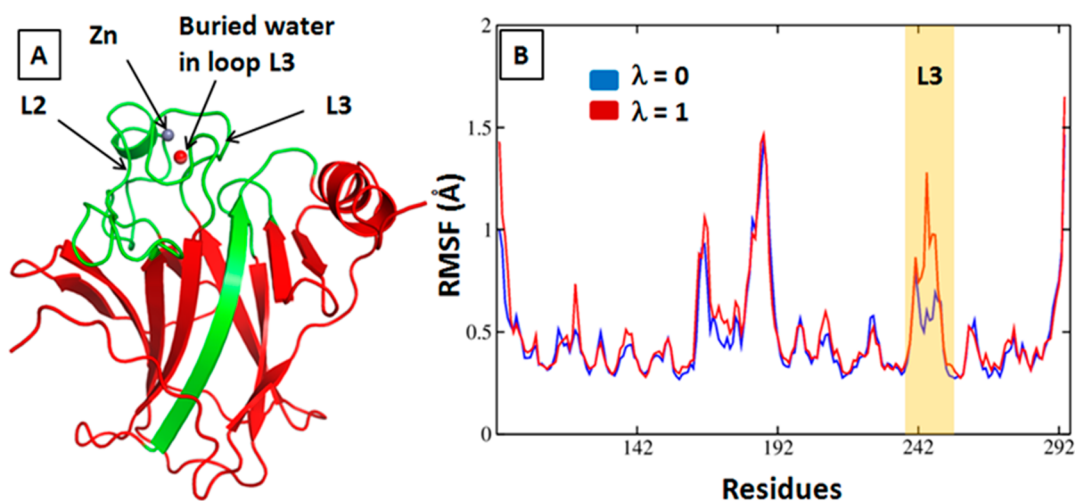 A
Zn
Buried water
in loop L3
L2
L3
B
2
1.5
1
0.5
0
RMSF (Å)
λ = 0
λ = 1
L3
142
192
242
292
Residues